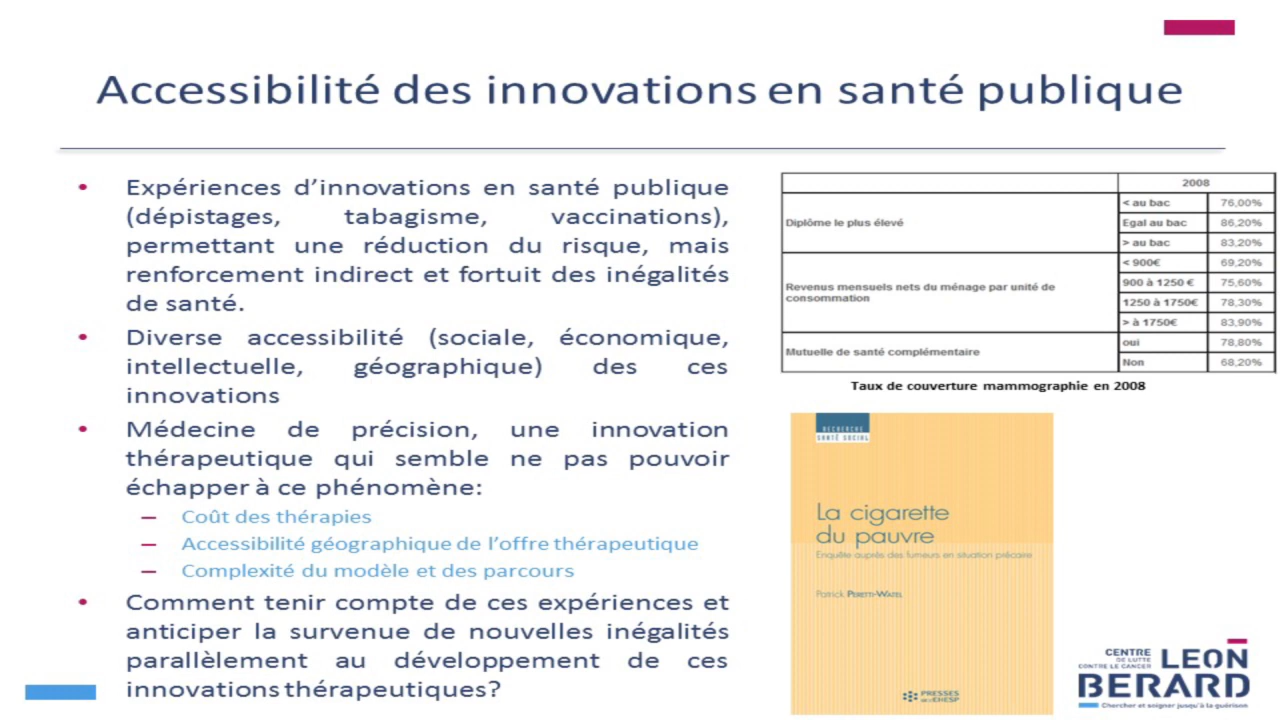 Accessibilité des innovations en santé publique
• Expériences d’innovations en santé publique
(dépistages, tabagisme, vaccinations),
permettant une réduction du risque, mais
renforcement indirect et fortuit des inégalités
de santé.
• Diverse accessibilité (sociale, économique,
intellectuelle, géographique) des ces
innovations
• Médecine de précision, une innovation
thérapeutique qui semble ne pas pouvoir
échapper à ce phénomène:
– Coût des thérapies
– Accessibilité géographique de l’offre thérapeutique
– Complexité du modèle et des parcours
• Comment tenir compte de ces expériences et
anticiper la survenue de nouvelles inégalités
parallèlement au développement de ces
innovations thérapeutiques?
2008
Diplôme le plus élevé
< au bac 76,00%
Egal au bac 86,20%
> au bac 83,20%
Revenus mensuels nets du ménage par unité de
consommation
< 900€ 69,20%
900 à 1250 € 75,60%
1250 à 1750€ 78,30%
> à 1750€ 83,90%
Mutuelle de santé complémentaire
oui 78,80%
Non 68,20%
Taux de couverture mammographie en 2008
RECHERCHE
SANTÉ SOCIAL
La cigarette
du pauvre
Enquête auprès des fumeurs en situation précaire
Patrick Peretti-Watel
PRESSES
DE L'EHESP
CENTRE
DE LUTTE
CONTRE LE CANCER
LEON
BERARD
Chercher et soigner jusqu'à la guérison